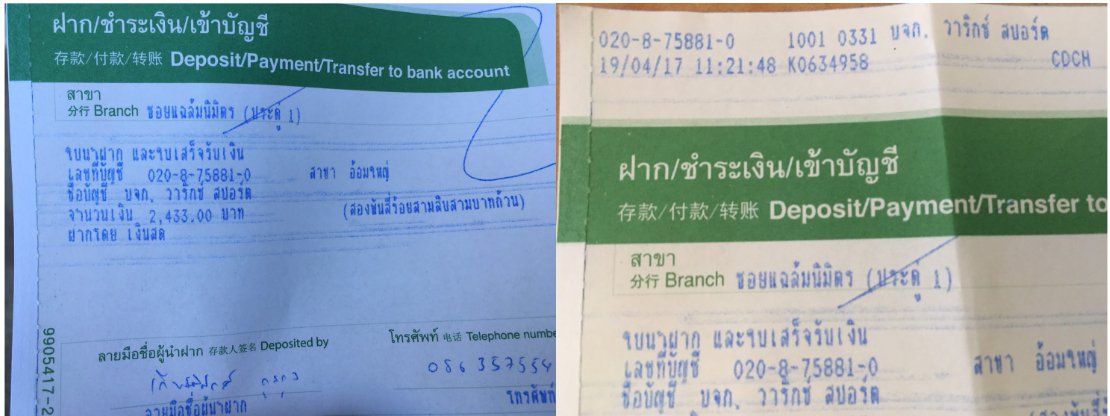 ฝาก/ชำระเงิน/เข้าบัญชี
存款/付款/转账 Deposit/Payment/Transfer to bank account
สาขา
分行 Branch ซอยแฉล้มนิมิตร (ประดู่ 1)
ใบนำฝาก และใบเสร็จรับเงิน
เลขที่บัญชี 020-8-75881-0 สาขา อ้อมใหญ่
ชื่อบัญชี บจก. วาริกซ์ สปอร์ต
จำนวนเงิน 2,433.00 บาท (สองพันสี่ร้อยสามสิบสามบาทถ้วน)
ฝากโดย เงินสด
9905417-2
ลายมือชื่อผู้นำฝาก 存款人签名 Deposited by
โทรศัพท์ 电话 Telephone numbe
086 357554
ลายมือชื่อผู้นำฝาก โทรศัพท์
020-8-75881-0 1001 0331 บจก. วาริกซ์ สปอร์ต
19/04/17 11:21:48 K0634958 CDCH
ฝาก/ชำระเงิน/เข้าบัญชี
存款/付款/转账 Deposit/Payment/Transfer to
สาขา
分行 Branch ซอยแฉล้มนิมิตร (ประดู่ 1)
ใบนำฝาก และใบเสร็จรับเงิน
เลขที่บัญชี 020-8-75881-0 สาขา อ้อมใหญ่
ชื่อบัญชี บจก. วาริกซ์ สปอร์ต